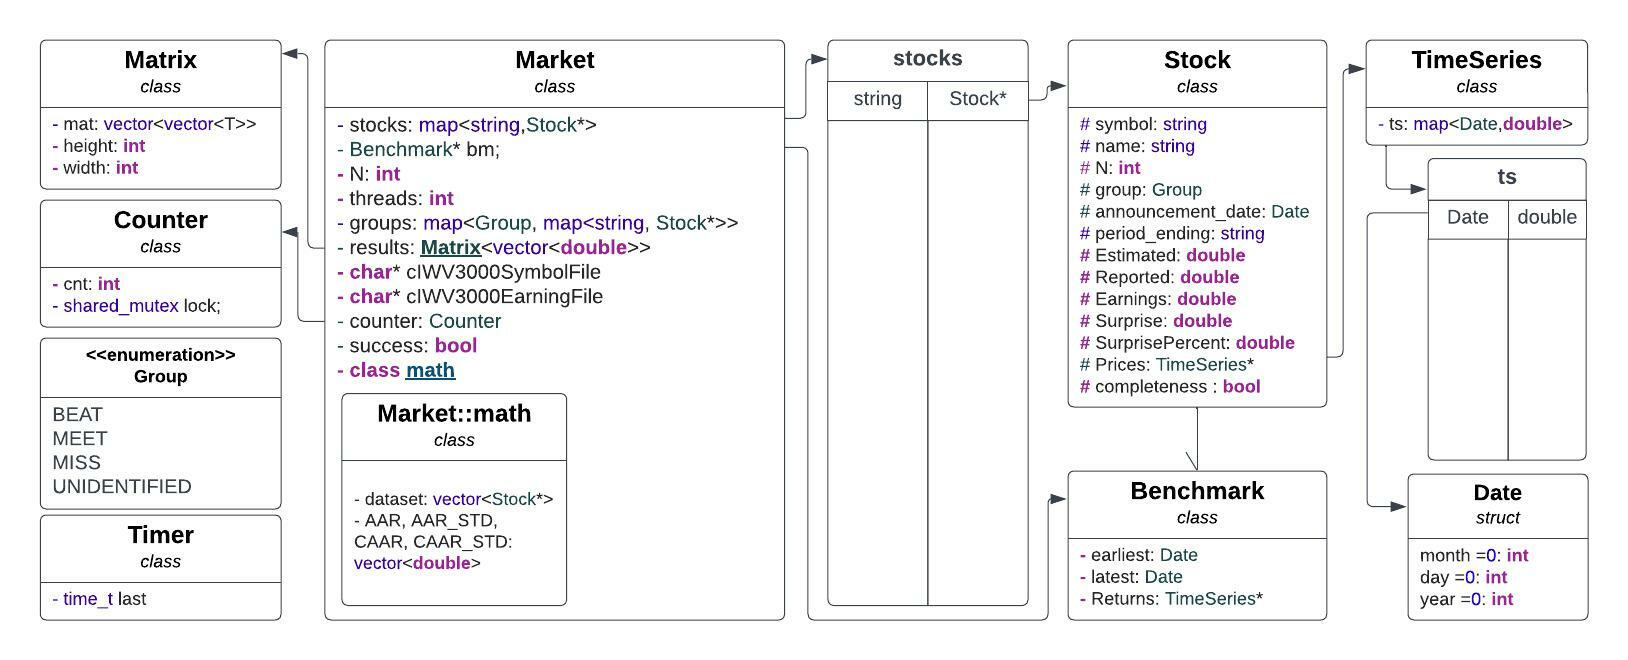 Matrix
class
- mat: vector<vector<T>>
- height: int
- width: int
Counter
class
- cnt: int
- shared_mutex lock;
<<enumeration>>
Group
BEAT
MEET
MISS
UNIDENTIFIED
Timer
class
- time_t last
Market
class
- stocks: map<string,Stock*>
- Benchmark* bm;
- N: int
- threads: int
- groups: map<Group, map<string, Stock*>>
- results: Matrix<vector<double>>
- char* cIWV3000SymbolFile
- char* cIWV3000EarningFile
- counter: Counter
- success: bool
- class math
Market::math
class
- dataset: vector<Stock*>
- AAR, AAR_STD,
CAAR, CAAR_STD:
vector<double>
stocks
string Stock*
Stock
class
# symbol: string
# name: string
# N: int
# group: Group
# announcement_date: Date
# period_ending: string
# Estimated: double
# Reported: double
# Earnings: double
# Surprise: double
# SurprisePercent: double
# Prices: TimeSeries*
# completeness : bool
Benchmark
class
- earliest: Date
- latest: Date
- Returns: TimeSeries*
TimeSeries
class
- ts: map<Date,double>
ts
Date double
Date
struct
month =0: int
day =0: int
year =0: int